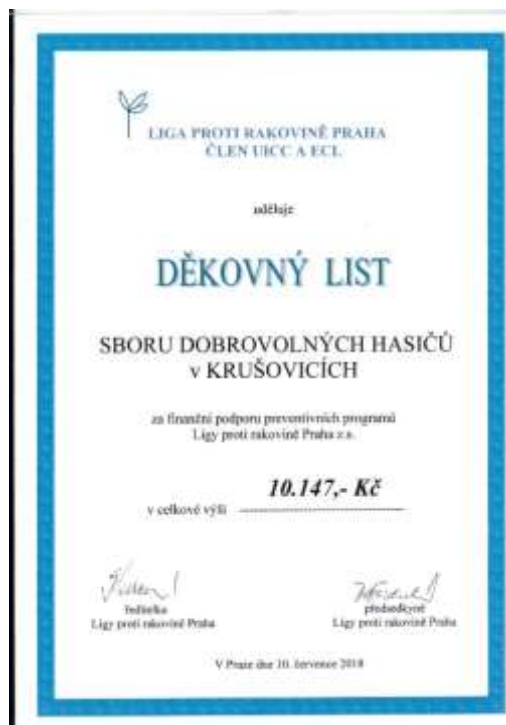 LIGA PROTI RAKOVINĚ PRAHA
ČLEN UICC A ECL
uděluje
DĚKOVNÝ LIST
SBORU DOBROVOLNÝCH HASIČŮ
v KRUŠOVICÍCH
za finanční podporu preventivních programů
Ligy proti rakovině Praha z.s.
10.147,- Kč
v celkové výši
ředitelka
Ligy proti rakovině Praha
předsedkyně
Ligy proti rakovině Praha
V Praze dne 10. července 2018